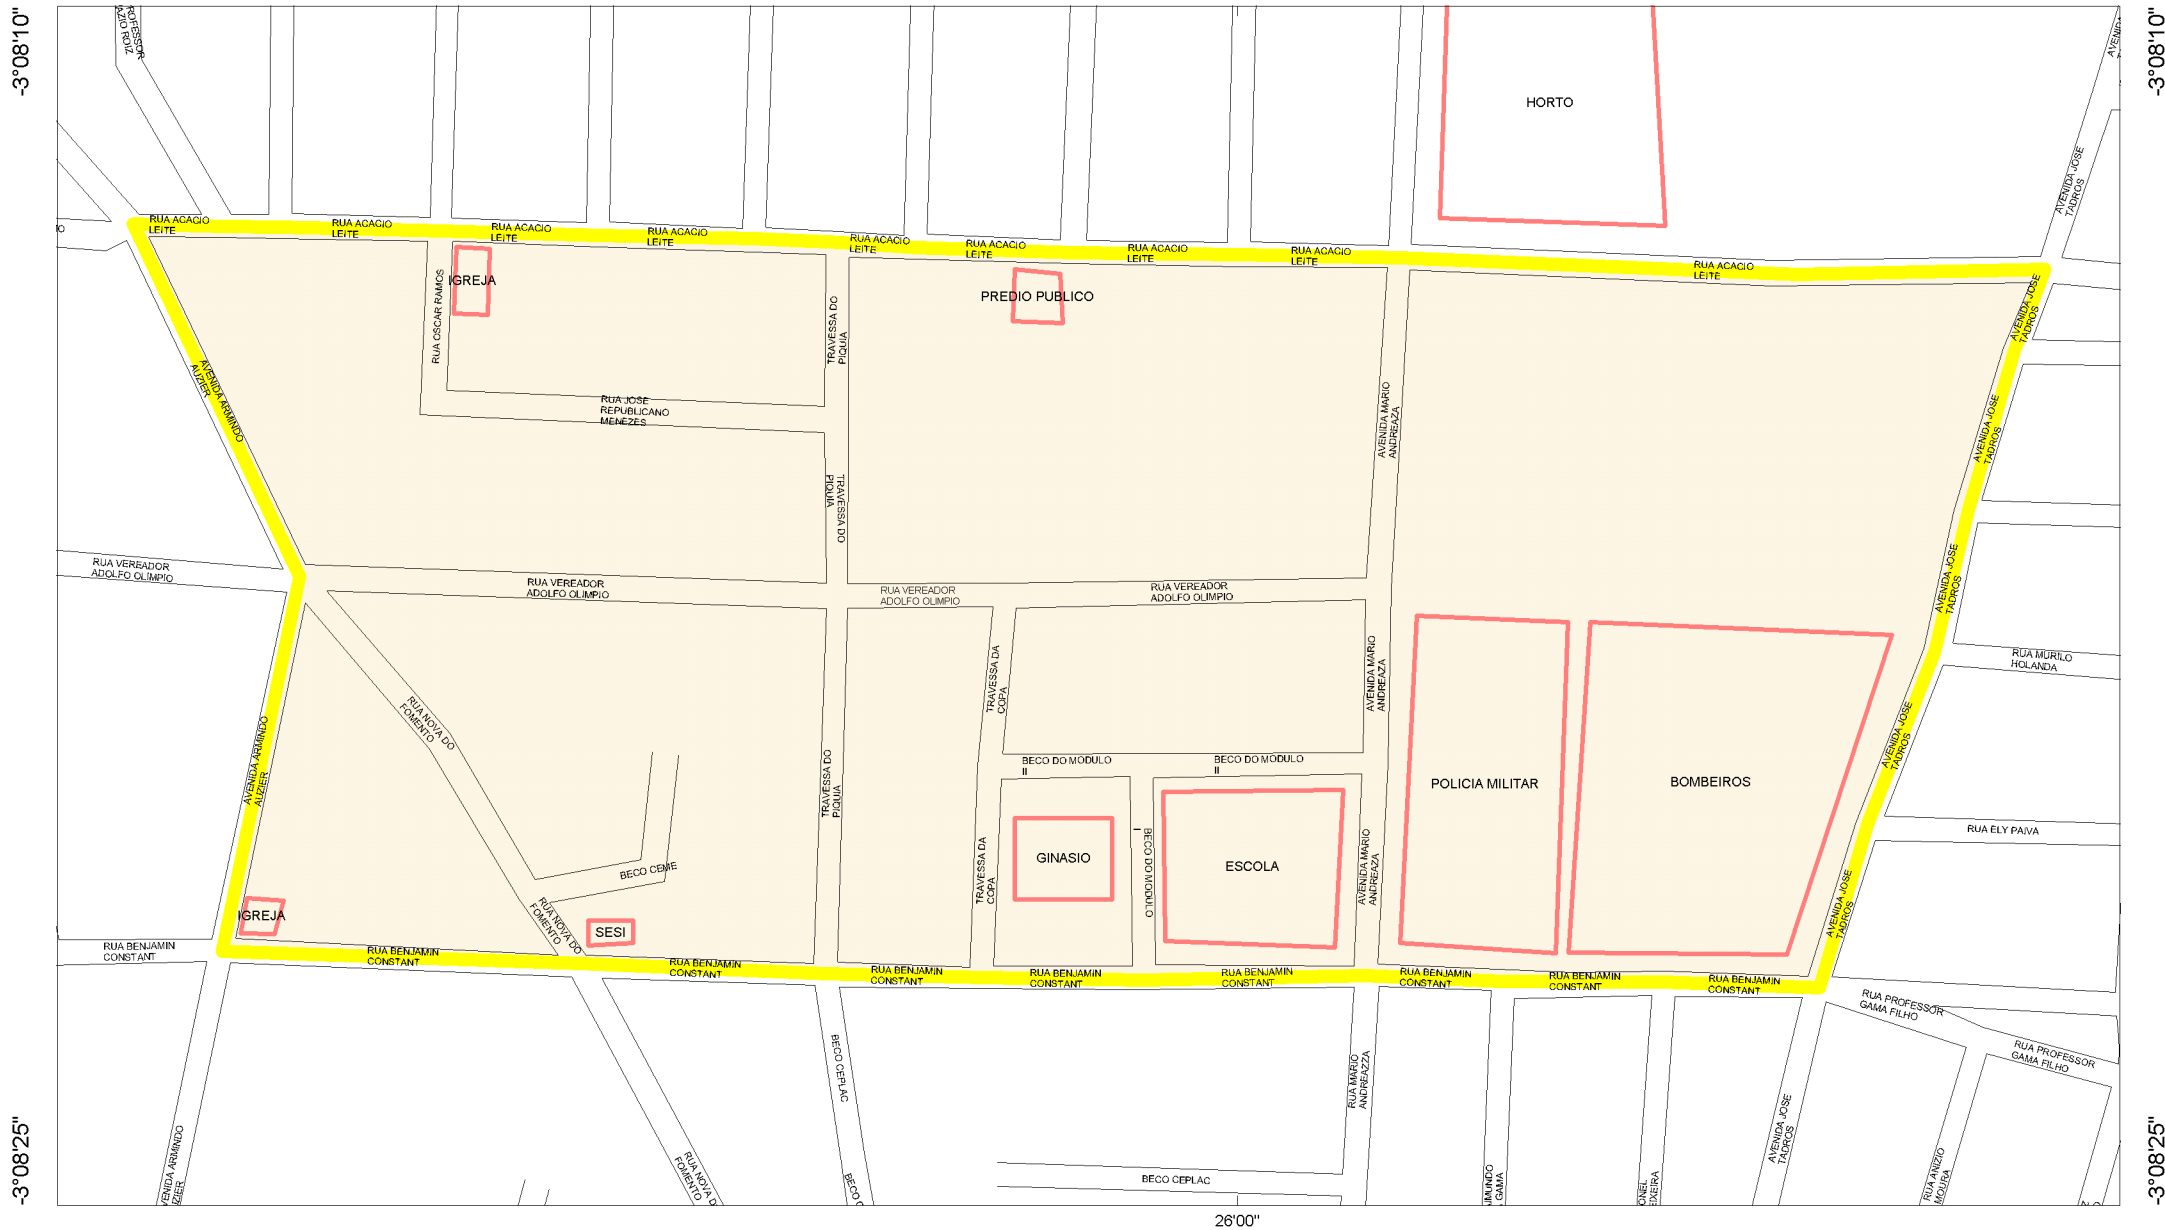 -3°08'10"
-3°08'10"
HORTO
AVENIDA JOSE
TADROS
RUA ACACIO
LEITE
RUA ACACIO
LEITE
RUA ACACIO
LEITE
RUA ACACIO
LEITE
RUA ACACIO
LEITE
RUA ACACIO
LEITE
RUA ACACIO
LEITE
RUA ACACIO
LEITE
RUA ACACIO
LEITE
IGREJA
PREDIO PUBLICO
RUA OSCAR RAMOS
TRAVESSA DO
PIQUIA
AVENIDA JOSE
TADROS
AVENIDA ARMINDO
AUZIER
RUA JOSE
REPUBLICANO
MENEZES
AVENIDA MARIO
ANDREAZA
AVENIDA JOSE
TADROS
TRAVESSA DO
PIQUIA
RUA VEREADOR
ADOLFO OLIMPIO
RUA VEREADOR
ADOLFO OLIMPIO
RUA VEREADOR
ADOLFO OLIMPIO
RUA VEREADOR
ADOLFO OLIMPIO
AVENIDA JOSE
TADROS
TRAVESSA DA
COPA
AVENIDA MARIO
ANDREAZA
RUA MURILO
HOLANDA
RUA NOVA DO
FOMENTO
AVENIDA JOSE
TADROS
AVENIDA ARMINDO
AUZIER
TRAVESSA DO
PIQUIA
BECO DO MODULO
II
BECO DO MODULO
II
POLICIA MILITAR
BOMBEIROS
RUA ELY PAIVA
GINASIO
ESCOLA
BECO CEME
TRAVESSA DA
COPA
BECO DO MODULO
I
AVENIDA MARIO
ANDREAZA
AVENIDA JOSE
TADROS
IGREJA
RUA NOVA DO
FOMENTO
SESI
RUA BENJAMIN
CONSTANT
RUA BENJAMIN
CONSTANT
RUA BENJAMIN
CONSTANT
RUA BENJAMIN
CONSTANT
RUA BENJAMIN
CONSTANT
RUA BENJAMIN
CONSTANT
RUA BENJAMIN
CONSTANT
RUA BENJAMIN
CONSTANT
RUA BENJAMIN
CONSTANT
RUA PROFESSOR
GAMA FILHO
RUA PROFESSOR
GAMA FILHO
BECO CEPLAC
RUA MARIO
ANDREAZZA
AVENIDA JOSE
TADROS
RUA NOVA D
FOMENTO
BECO CEPLAC
RUA ANIZIO
MOURA
-3°08'25"
-3°08'25"
26'00"